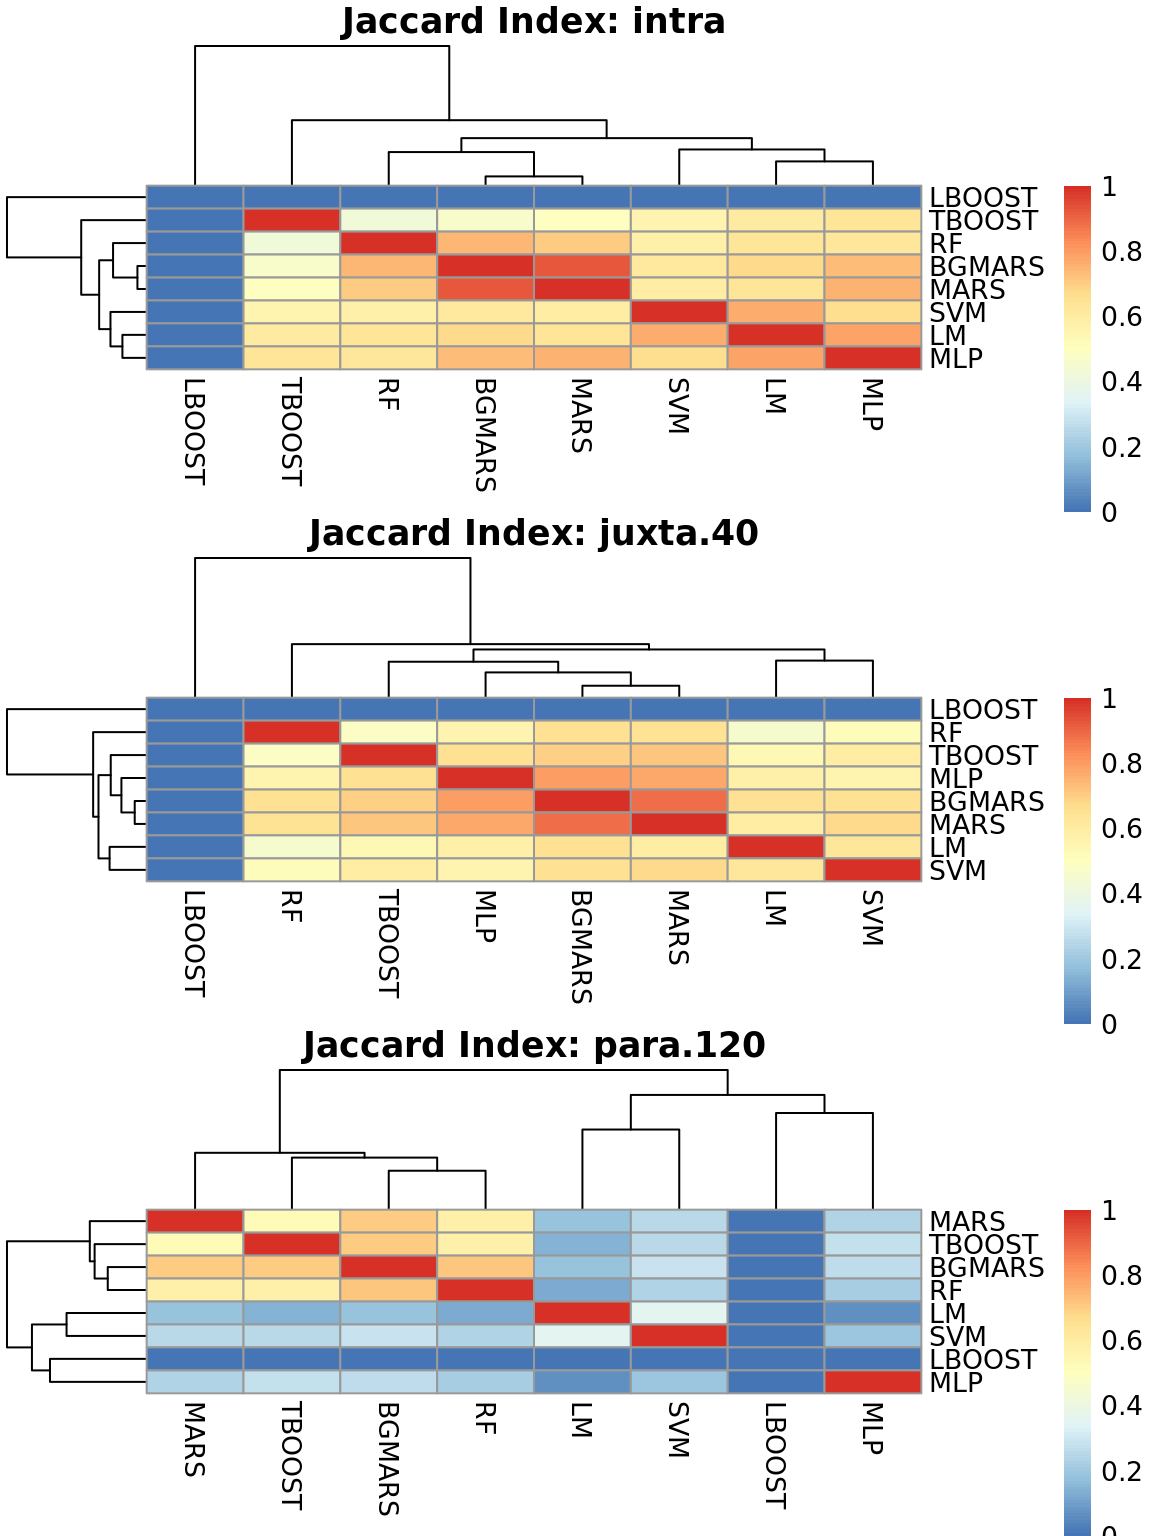 Jaccard Index: intra
LBOOST
TBOOST
RF
BGMARS
MARS
SVM
LM
MLP
1
0.8
0.6
0.4
0.2
0
LBOOST
TBOOST
RF
BGMARS
MARS
SVM
LM
MLP
Jaccard Index: juxta.40
LBOOST
RF
TBOOST
MLP
BGMARS
MARS
LM
SVM
1
0.8
0.6
0.4
0.2
0
LBOOST
RF
TBOOST
MLP
BGMARS
MARS
LM
SVM
Jaccard Index: para.120
MARS
TBOOST
BGMARS
RF
LM
SVM
LBOOST
MLP
1
0.8
0.6
0.4
0.2
0
MARS
TBOOST
BGMARS
RF
LM
SVM
LBOOST
MLP